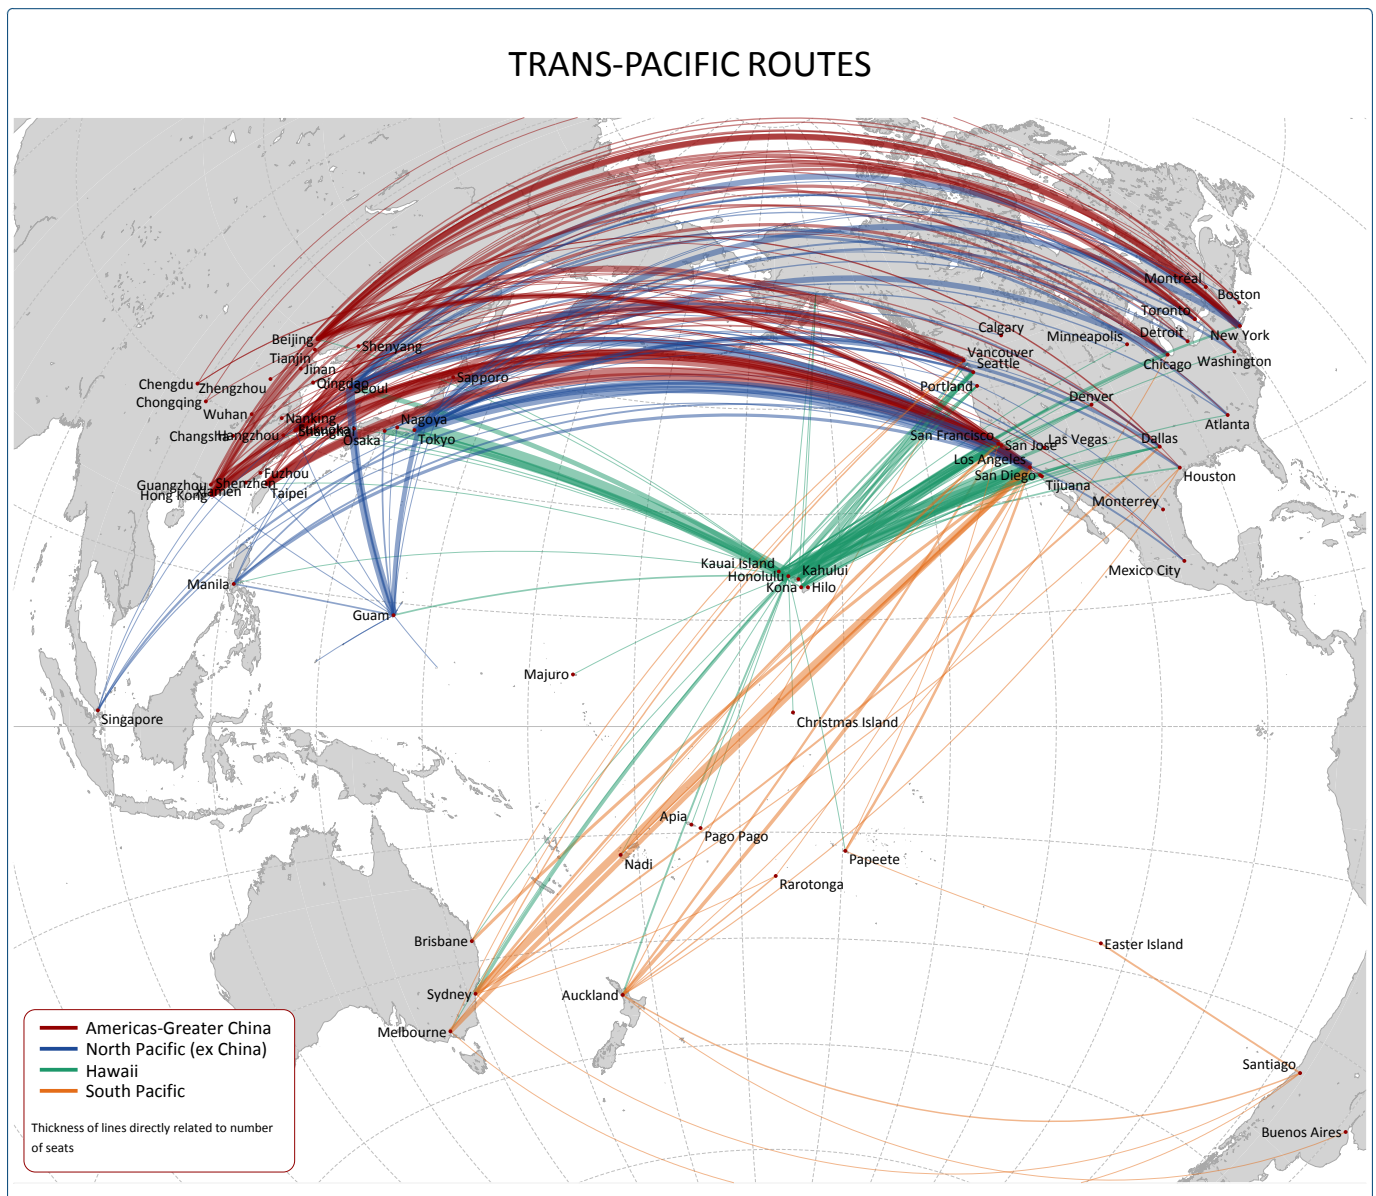 TRANS-PACIFIC ROUTES
Montréal
Boston
Toronto
Calgary
Minneapolis
Detroit
New York
Beijing
Shenyang
Vancouver
Washington
Tianjin
Seattle
Chicago
Jinan
Sapporo
Chengdu
Zhengzhou
Qingdao
Seoul
Portland
Chongqing
Denver
Wuhan
Nanking
Nagoya
Atlanta
Changsha
Hangzhou
Shanghai
Fukuoka
Osaka
Tokyo
San Francisco
San Jose
Las Vegas
Dallas
Los Angeles
Fuzhou
San Diego
Houston
Guangzhou
Shenzhen
Tijuana
Hong Kong
Xiamen
Taipei
Monterrey
Kauai Island
Kahului
Mexico City
Honolulu
Manila
Kona
Hilo
Guam
Majuro
Singapore
Christmas Island
Apia
Pago Pago
Nadi
Papeete
Rarotonga
Brisbane
Easter Island
Sydney
Auckland
Melbourne
Santiago
Buenos Aires
Americas-Greater China
North Pacific (ex China)
Hawaii
South Pacific
Thickness of lines directly related to number
of seats